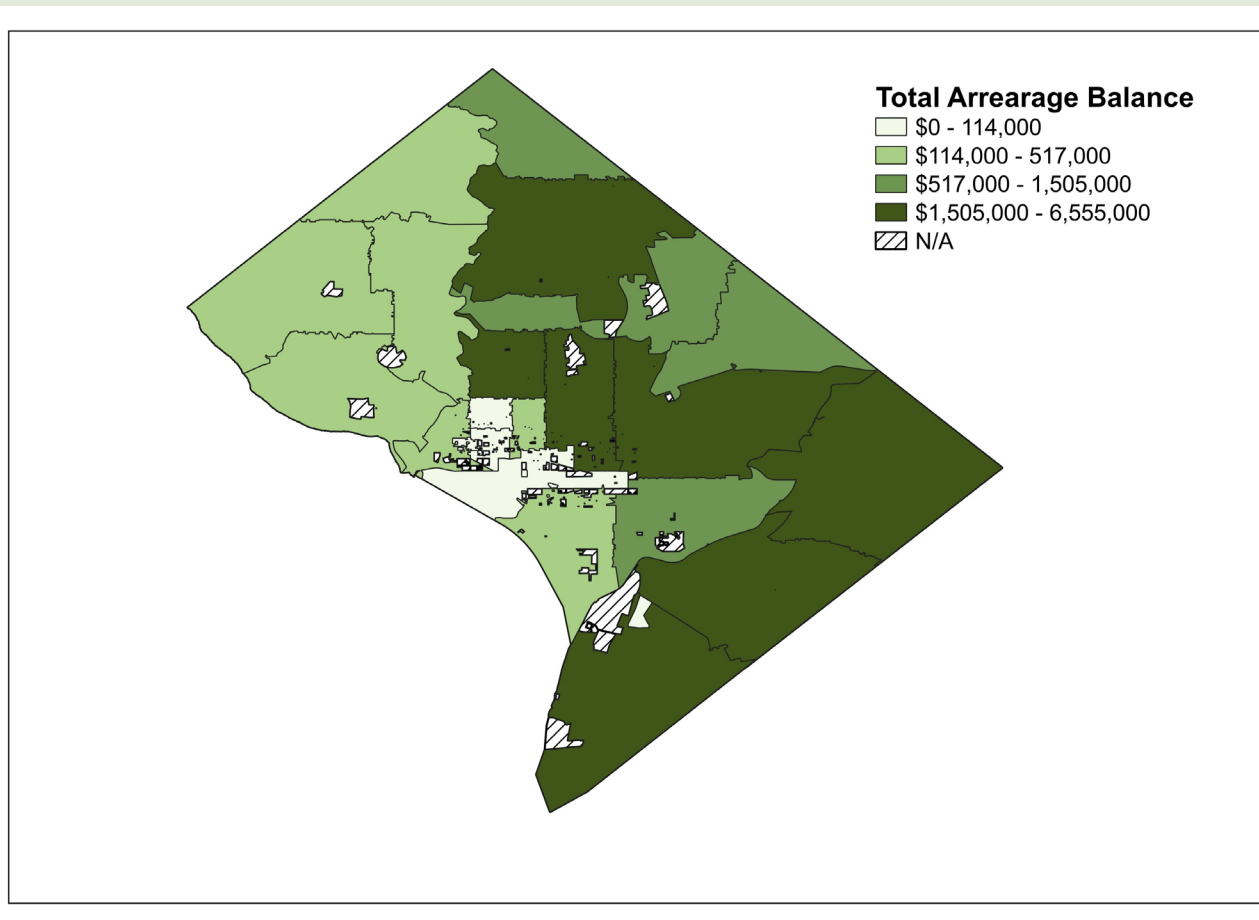 Total Arrearage Balance
$0 - 114,000
$114,000 - 517,000
$517,000 - 1,505,000
$1,505,000 - 6,555,000
N/A